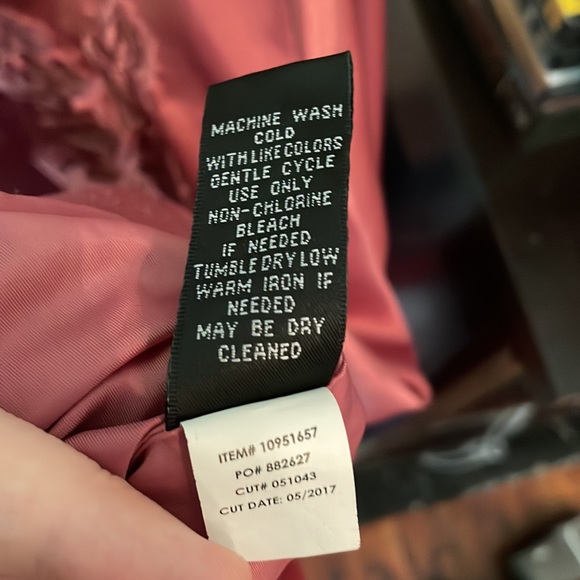 MACHINE WASH
COLD
WITH LIKE COLORS
GENTLE CYCLE
USE ONLY
NON-CHLORINE
BLEACH
IF NEEDED
TUMBLE DRY LOW
WARM IRON IF
NEEDED
MAY BE DRY
CLEANED
ITEM# 10951657
PO# 882627
CUT# 051043
CUT DATE: 05/2017